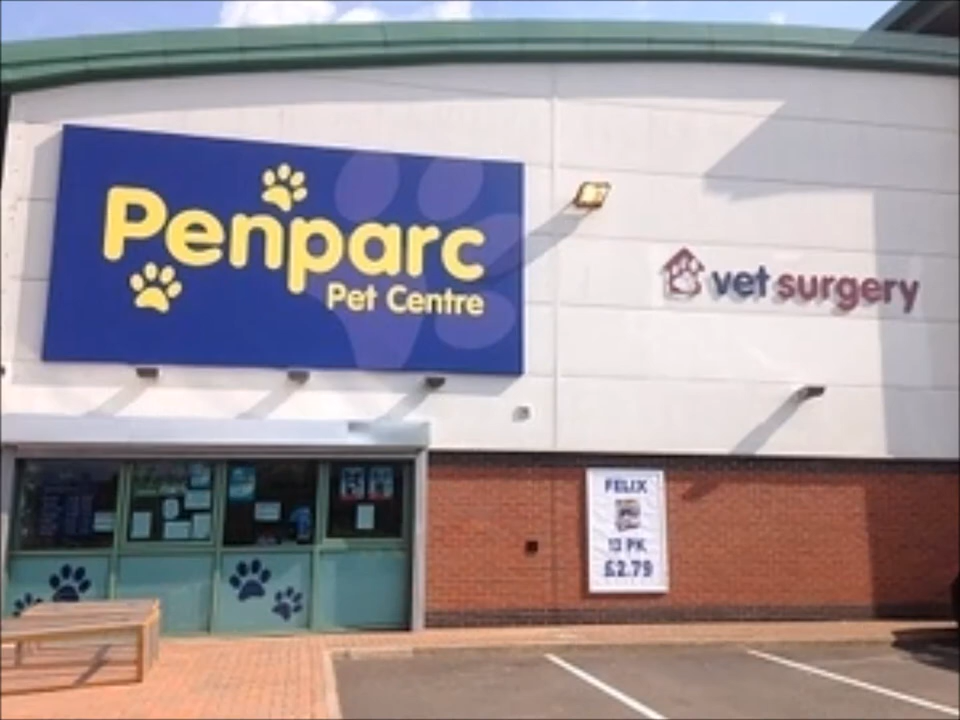 Penparc
Pet Centre
vet surgery
FELIX
12 PK
£2.79